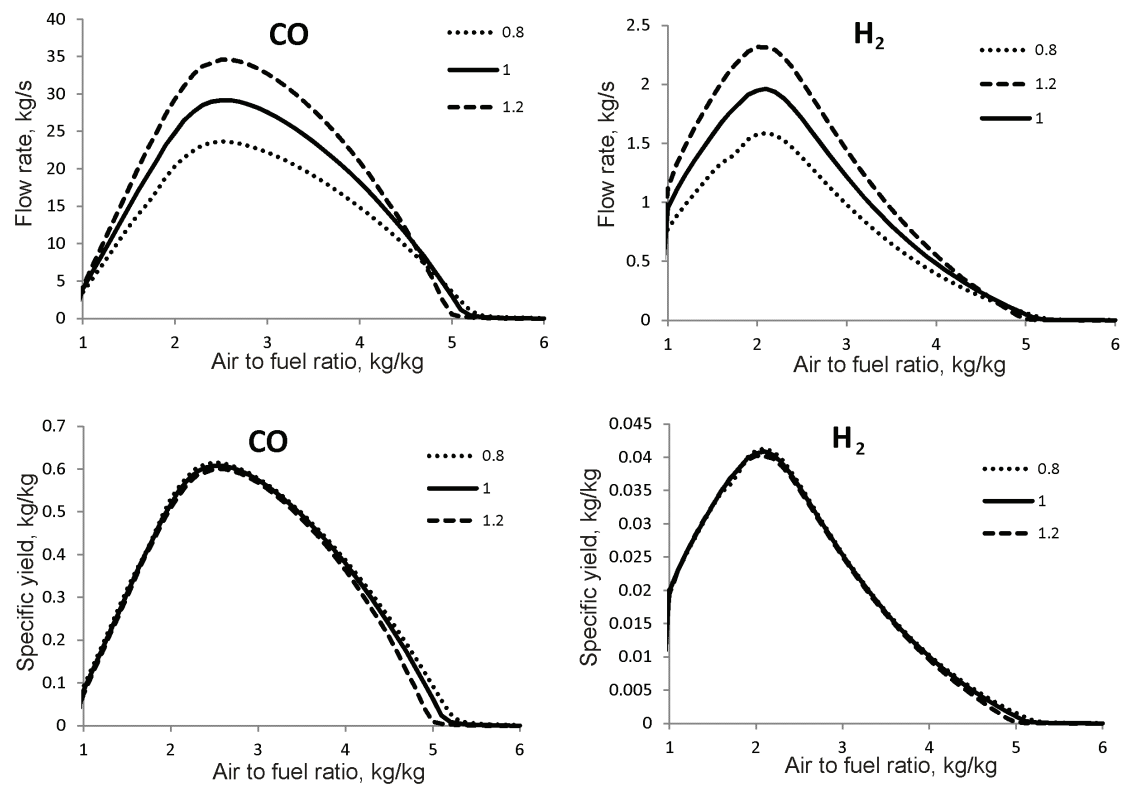 CO
40
35
30
25
20
15
10
5
0
Flow rate, kg/s
0.8
1
1.2
1 2 3 4 5 6
Air to fuel ratio, kg/kg
H2
2.5
2
1.5
1
0.5
0
Flow rate, kg/s
0.8
1.2
1
1 2 3 4 5 6
Air to fuel ratio, kg/kg
CO
0.7
0.6
0.5
0.4
0.3
0.2
0.1
0
Specific yield, kg/kg
0.8
1
1.2
1 2 3 4 5 6
Air to fuel ratio, kg/kg
H2
0.045
0.04
0.035
0.03
0.025
0.02
0.015
0.01
0.005
0
Specific yield, kg/kg
0.8
1
1.2
1 2 3 4 5 6
Air to fuel ratio, kg/kg